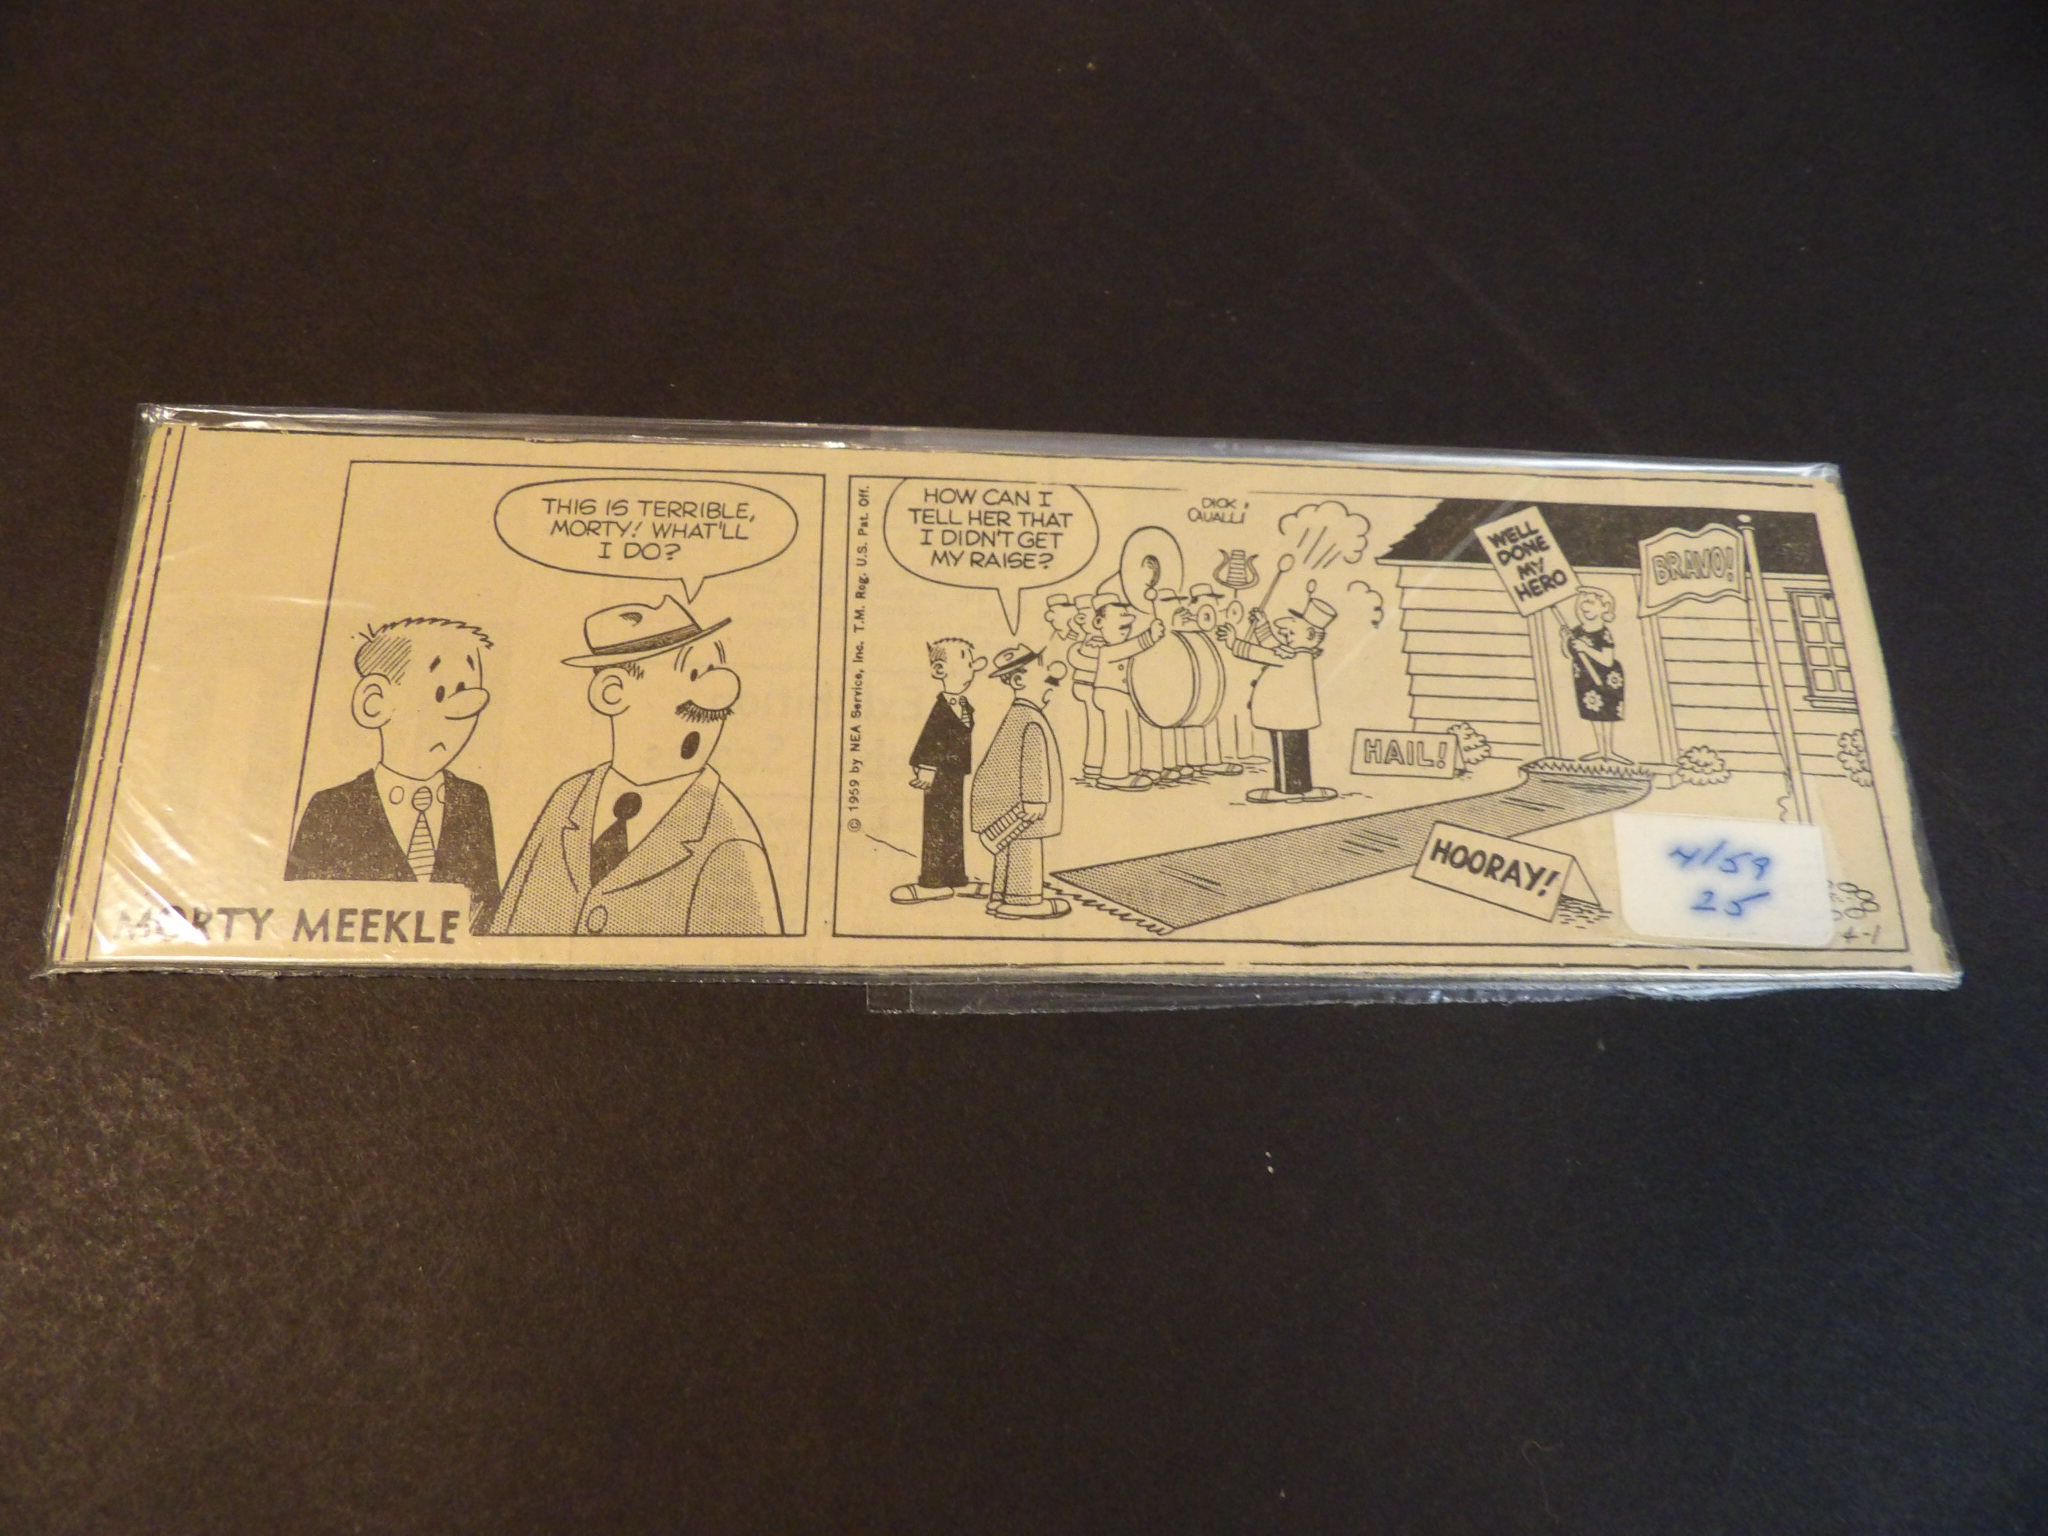 THIS IS TERRIBLE,
MORTY! WHAT'LL
I DO?
MORTY MEEKLE
© 1959 by NEA Service, Inc. T.M. Reg. U.S. Pat. Off.
HOW CAN I
TELL HER THAT
I DIDN'T GET
MY RAISE?
DICK
CAVALLI
WELL
DONE
MY
HERO
BRAVO!
HAIL!
HOORAY!
4/59
25
4-1